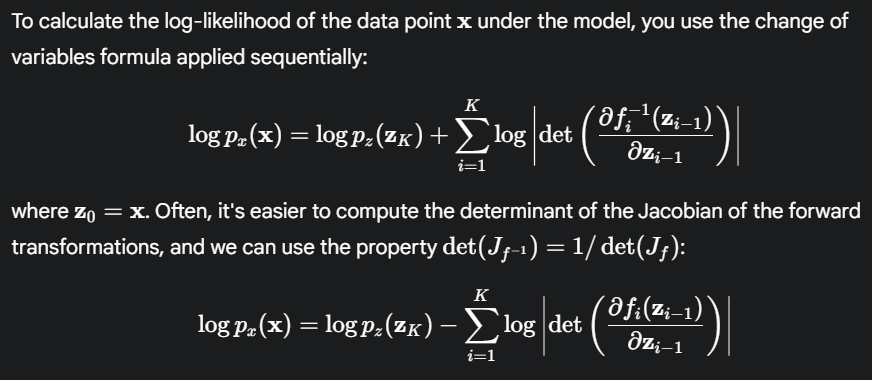 To calculate the log-likelihood of the data point x under the model, you use the change of
variables formula applied sequentially:
$$\log p_x(\mathbf{x}) = \log p_z(\mathbf{z}_K) + \sum_{i=1}^{K} \log \left| \det \left( \frac{\partial f_i^{-1}(\mathbf{z}_{i-1})}{\partial \mathbf{z}_{i-1}} \right) \right|$$
where $\mathbf{z}_0 = \mathbf{x}$. Often, it's easier to compute the determinant of the Jacobian of the forward
transformations, and we can use the property $\det(J_{f^{-1}}) = 1/\det(J_f)$:
$$\log p_x(\mathbf{x}) = \log p_z(\mathbf{z}_K) - \sum_{i=1}^{K} \log \left| \det \left( \frac{\partial f_i(\mathbf{z}_{i-1})}{\partial \mathbf{z}_{i-1}} \right) \right|$$